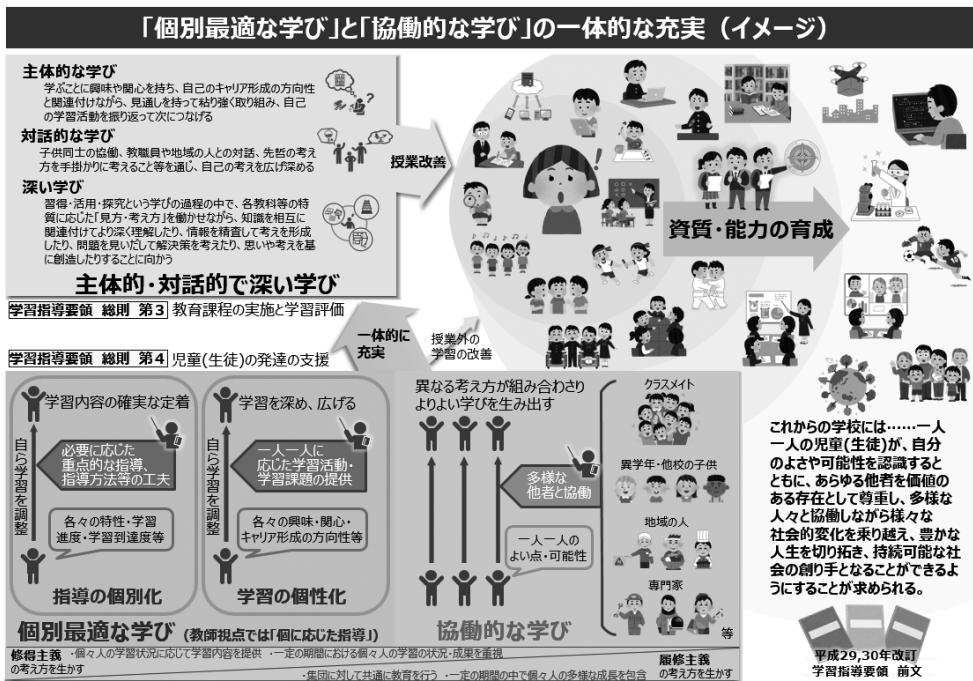 「個別最適な学び」と「協働的な学び」の一体的な充実（イメージ）
主体的な学び
学ぶことに興味や関心を持ち、自己のキャリア形成の方向性
と関連付けながら、見通しを持って粘り強く取り組み、自己
の学習活動を振り返って次につなげる
対話的な学び
子供同士の協働、教職員や地域の人との対話、先哲の考え
方を手掛かりに考えること等を通じ、自己の考えを広げ深める
深い学び
習得・活用・探究という学びの過程の中で、各教科等の特
質に応じた「見方・考え方」を働かせながら、知識を相互に
関連付けてより深く理解したり、情報を精査して考えを形成
したり、問題を見いだして解決策を考えたり、思いや考えを基
に創造したりすることに向かう
主体的・対話的で深い学び
学習指導要領 総則 第３ 教育課程の実施と学習評価
授業改善
資質・能力の育成
一体的に
充実
授業外の
学習の改善
学習指導要領 総則 第４ 児童(生徒)の発達の支援
学習内容の確実な定着
自ら学習を調整
必要に応じた
重点的な指導、
指導方法等の工夫
各々の特性・学習
進度・学習到達度等
指導の個別化
学習を深め、広げる
自ら学習を調整
一人一人に
応じた学習活動・
学習課題の提供
各々の興味・関心・
キャリア形成の方向性等
学習の個性化
個別最適な学び (教師視点では「個に応じた指導」)
異なる考え方が組み合わさり
よりよい学びを生み出す
多様な
他者と協働
一人一人の
よい点・可能性
協働的な学び
クラスメイト
異学年・他校の子供
地域の人
専門家
等
修得主義
の考え方を生かす
・個々人の学習状況に応じて学習内容を提供 ・一定の期間における個々人の学習の状況・成果を重視
・集団に対して共通に教育を行う ・一定の期間の中で個々人の多様な成長を包含
履修主義
の考え方を生かす
これからの学校には……一人
一人の児童(生徒)が、自分
のよさや可能性を認識すると
ともに、あらゆる他者を価値の
ある存在として尊重し、多様な
人々と協働しながら様々な
社会的変化を乗り越え、豊かな
人生を切り拓き、持続可能な社
会の創り手となることができるよ
うにすることが求められる。
平成29,30年改訂
学習指導要領 前文